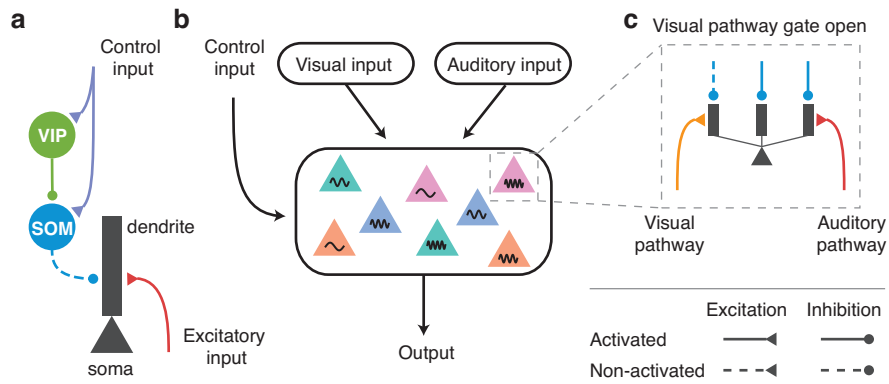 a
Control
input
VIP
SOM
dendrite
Excitatory
input
soma
b
Control
input
Visual input
Auditory input
Output
c
Visual pathway gate open
Visual
pathway
Auditory
pathway
Excitation Inhibition
Activated
Non-activated